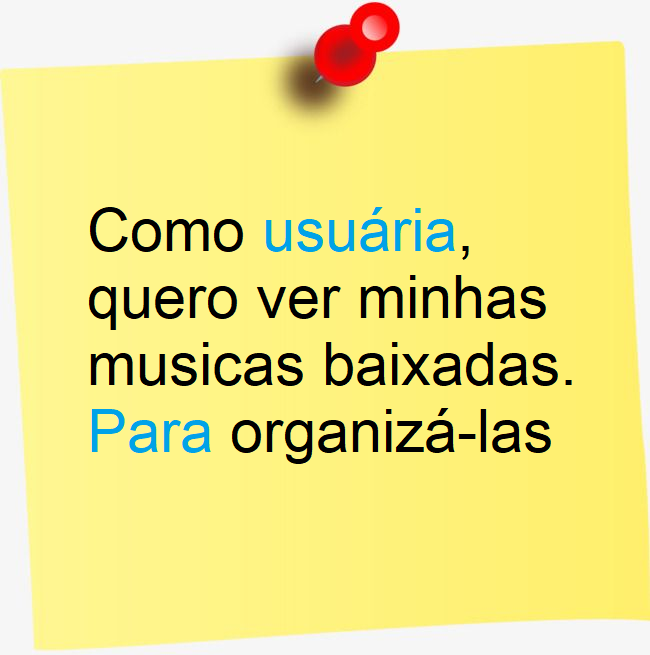 Como usuária,
quero ver minhas
musicas baixadas.
Para organizá-las